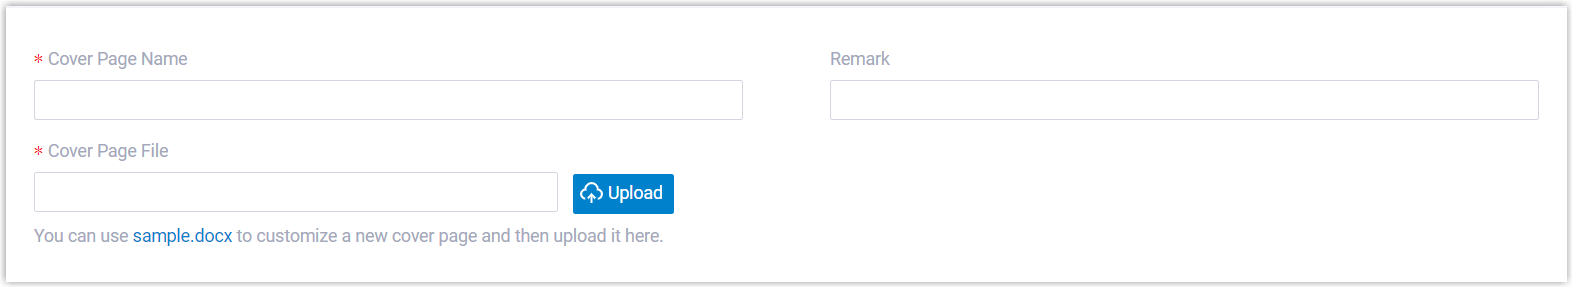 * Cover Page Name
Remark
* Cover Page File
Upload
You can use sample.docx to customize a new cover page and then upload it here.